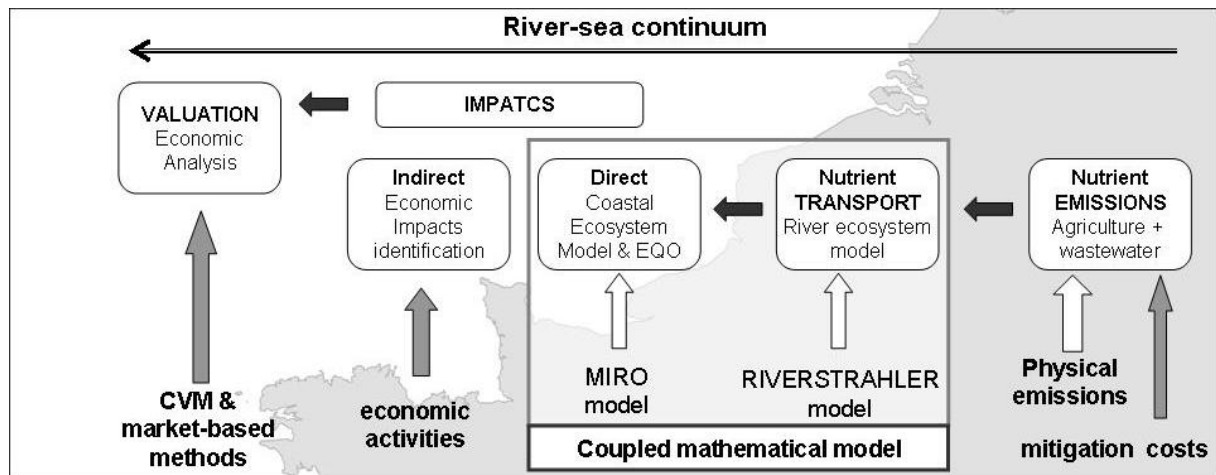 River-sea continuum
VALUATION
Economic
Analysis
IMPATCS
Indirect
Economic
Impacts
identification
Direct
Coastal
Ecosystem
Model & EQO
Nutrient
TRANSPORT
River ecosystem
model
Nutrient
EMISSIONS
Agriculture +
wastewater
CVM &
market-based
methods
economic
activities
MIRO
model
RIVERSTRAHLER
model
Physical
emissions
mitigation costs
Coupled mathematical model